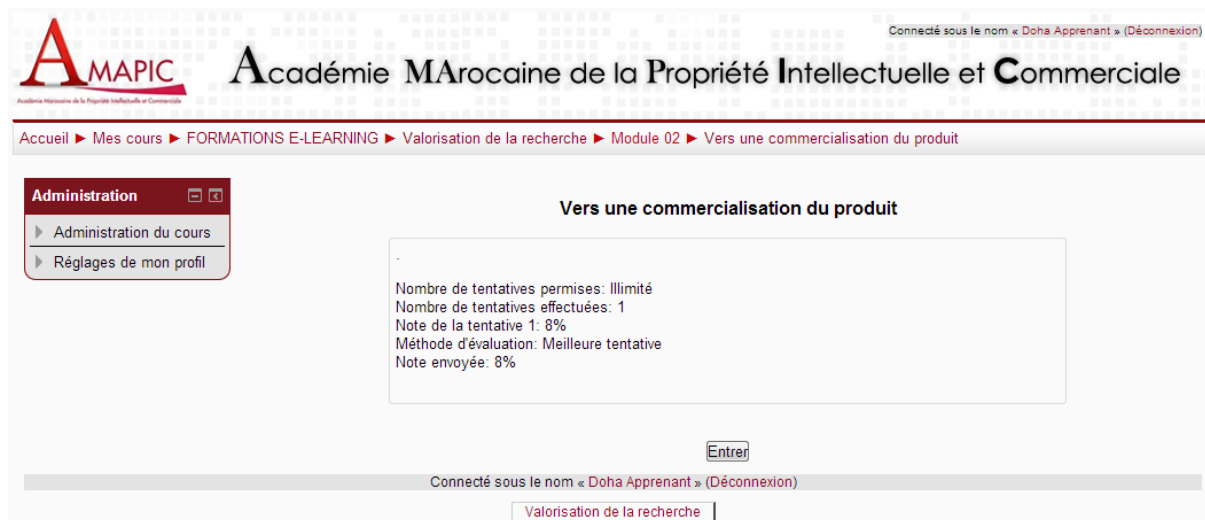 Connecté sous le nom « Doha Apprenant » (Déconnexion)
AMAPIC
Académie Marocaine de la Propriété Intellectuelle et Commerciale
Académie MArocaine de la Propriété Intellectuelle et Commerciale
Accueil ► Mes cours ► FORMATIONS E-LEARNING ► Valorisation de la recherche ► Module 02 ► Vers une commercialisation du produit
Administration
Administration du cours
Réglages de mon profil
Vers une commercialisation du produit
.
Nombre de tentatives permises: Illimité
Nombre de tentatives effectuées: 1
Note de la tentative 1: 8%
Méthode d'évaluation: Meilleure tentative
Note envoyée: 8%
Entrer
Connecté sous le nom « Doha Apprenant » (Déconnexion)
Valorisation de la recherche